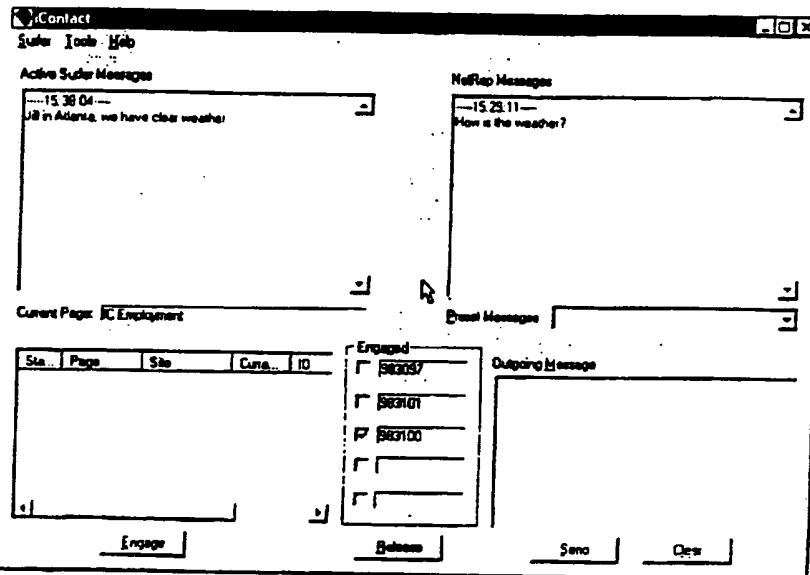 iContact
Surfer Tools Help
Active Surfer Messages
----15.38.04----
Jill in Atlanta, we have clear weather
NetRep Messages
----15.29.11----
How is the weather?
Current Page: IC Employment
Preset Messages
Sta... Page Site Curre... ID
Engaged
983097
983101
983100
Outgoing Message
Engage
Release
Send
Clear